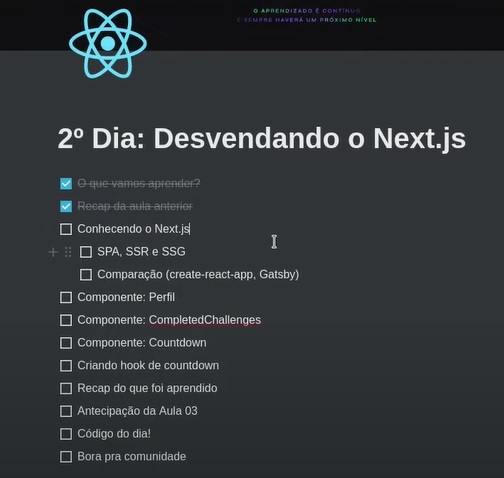 O APRENDIZADO É CONTÍNUO
E SEMPRE HAVERÁ UM PRÓXIMO NÍVEL
2º Dia: Desvendando o Next.js
O que vamos aprender?
Recap da aula anterior
Conhecendo o Next.js
SPA, SSR e SSG
Comparação (create-react-app, Gatsby)
Componente: Perfil
Componente: CompletedChallenges
Componente: Countdown
Criando hook de countdown
Recap do que foi aprendido
Antecipação da Aula 03
Código do dia!
Bora pra comunidade